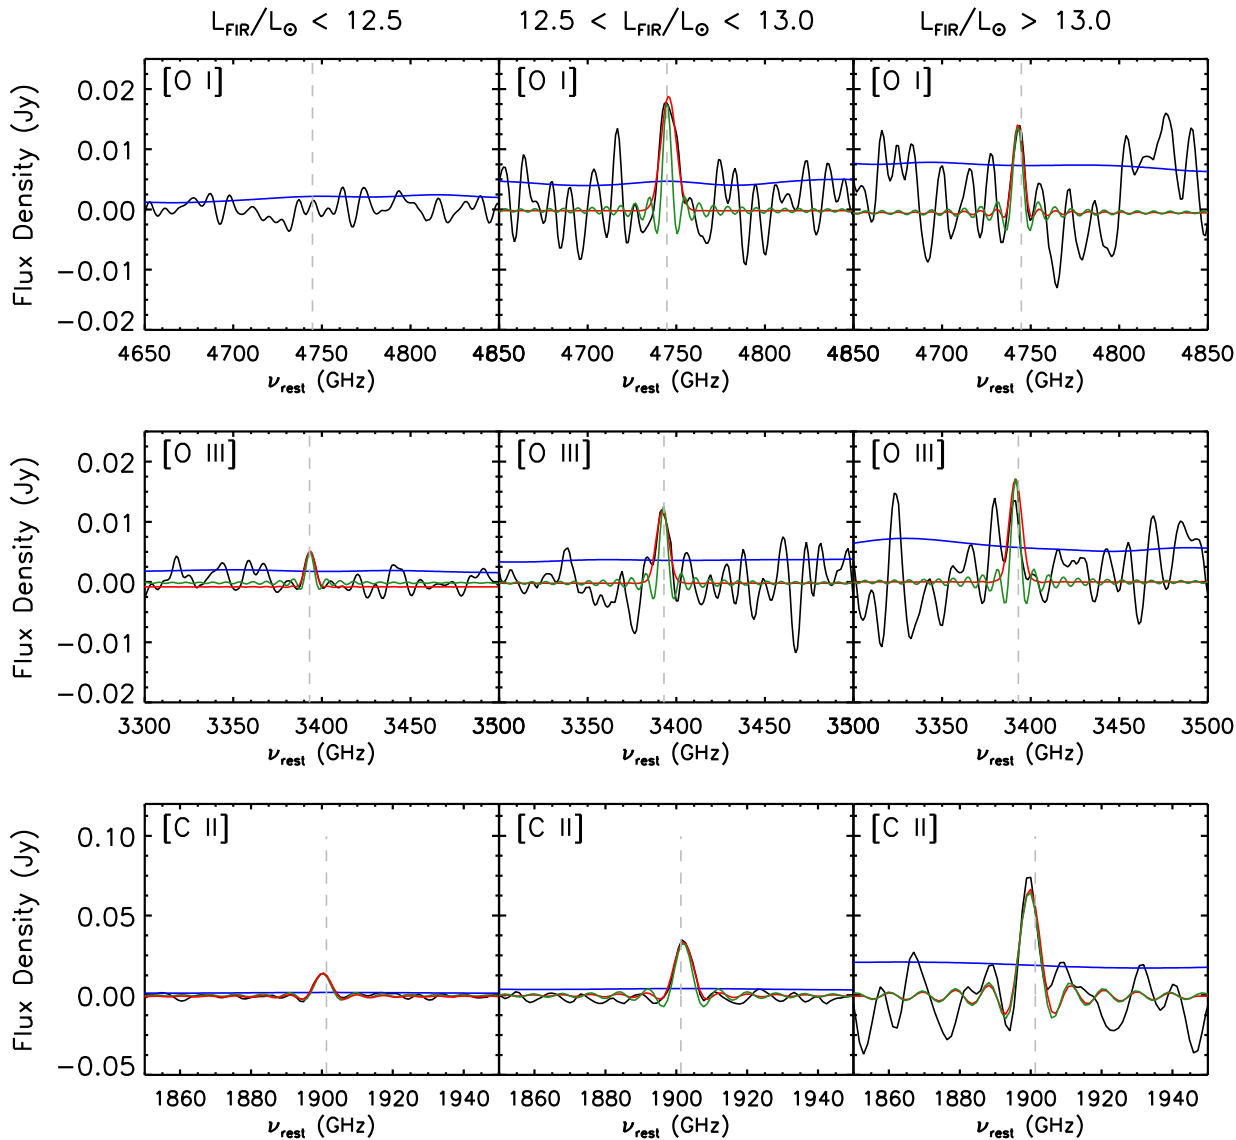 L_FIR/L_⊙ < 12.5 12.5 < L_FIR/L_⊙ < 13.0 L_FIR/L_⊙ > 13.0
[O I] [O I] [O I]
Flux Density (Jy)
0.02
0.01
0.00
−0.01
−0.02
4650 4700 4750 4800 4850 4700 4750 4800 4850 4700 4750 4800 4850
ν_rest (GHz) ν_rest (GHz) ν_rest (GHz)
[O III] [O III] [O III]
Flux Density (Jy)
0.02
0.01
0.00
−0.01
−0.02
3300 3350 3400 3450 3500 3350 3400 3450 3500 3350 3400 3450 3500
ν_rest (GHz) ν_rest (GHz) ν_rest (GHz)
[C II] [C II] [C II]
Flux Density (Jy)
0.10
0.05
0.00
−0.05
1860 1880 1900 1920 1940 1860 1880 1900 1920 1940 1860 1880 1900 1920 1940
ν_rest (GHz) ν_rest (GHz) ν_rest (GHz)